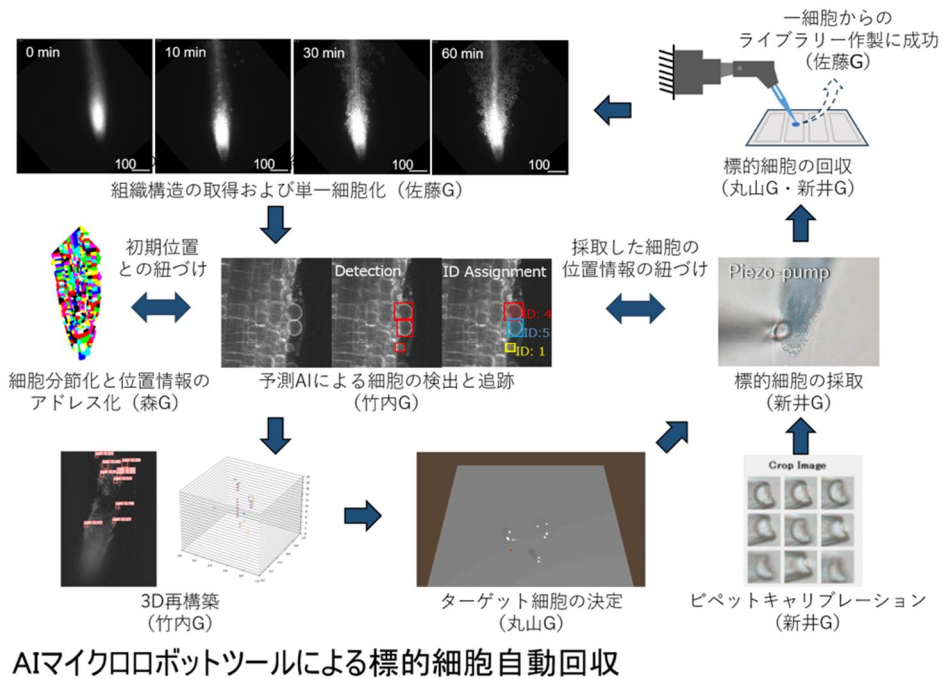 一細胞からの
ライブラリー作製に成功
(佐藤G)
0 min
10 min
30 min
60 min
100
100
100
100
組織構造の取得および単一細胞化（佐藤G）
標的細胞の回収
(丸山G・新井G)
初期位置
との紐づけ
Detection
ID Assignment
ID: 4
ID:5
ID: 1
採取した細胞の
位置情報の紐づけ
Piezo-pump
細胞分節化と位置情報の
アドレス化（森G）
予測AIによる細胞の検出と追跡
(竹内G)
標的細胞の採取
(新井G)
Crop Image
3D再構築
(竹内G)
ターゲット細胞の決定
(丸山G)
ピペットキャリブレーション
(新井G)
AIマイクロロボットツールによる標的細胞自動回収